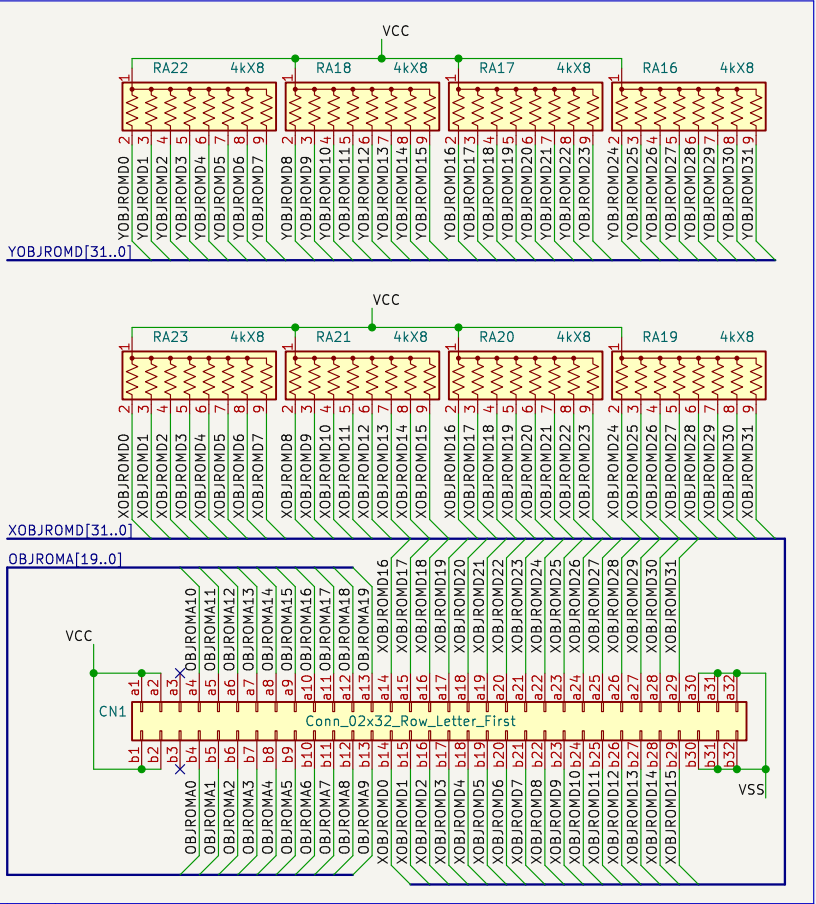 VCC
RA22 4kX8 RA18 4kX8 RA17 4kX8 RA16 4kX8
1 1 1 1
2 3 4 5 6 7 8 9 2 3 4 5 6 7 8 9 2 3 4 5 6 7 8 9 2 3 4 5 6 7 8 9
YOBJROMD0 YOBJROMD1 YOBJROMD2 YOBJROMD3 YOBJROMD4 YOBJROMD5 YOBJROMD6 YOBJROMD7 YOBJROMD8 YOBJROMD9 YOBJROMD10 YOBJROMD11 YOBJROMD12 YOBJROMD13 YOBJROMD14 YOBJROMD15 YOBJROMD16 YOBJROMD17 YOBJROMD18 YOBJROMD19 YOBJROMD20 YOBJROMD21 YOBJROMD22 YOBJROMD23 YOBJROMD24 YOBJROMD25 YOBJROMD26 YOBJROMD27 YOBJROMD28 YOBJROMD29 YOBJROMD30 YOBJROMD31
YOBJROMD[31..0]
VCC
RA23 4kX8 RA21 4kX8 RA20 4kX8 RA19 4kX8
1 1 1 1
2 3 4 5 6 7 8 9 2 3 4 5 6 7 8 9 2 3 4 5 6 7 8 9 2 3 4 5 6 7 8 9
XOBJROMD0 XOBJROMD1 XOBJROMD2 XOBJROMD3 XOBJROMD4 XOBJROMD5 XOBJROMD6 XOBJROMD7 XOBJROMD8 XOBJROMD9 XOBJROMD10 XOBJROMD11 XOBJROMD12 XOBJROMD13 XOBJROMD14 XOBJROMD15 XOBJROMD16 XOBJROMD17 XOBJROMD18 XOBJROMD19 XOBJROMD20 XOBJROMD21 XOBJROMD22 XOBJROMD23 XOBJROMD24 XOBJROMD25 XOBJROMD26 XOBJROMD27 XOBJROMD28 XOBJROMD29 XOBJROMD30 XOBJROMD31
XOBJROMD[31..0]
OBJROMA[19..0]
OBJROMA10 OBJROMA11 OBJROMA12 OBJROMA13 OBJROMA14 OBJROMA15 OBJROMA16 OBJROMA17 OBJROMA18 OBJROMA19 XOBJROMD16 XOBJROMD17 XOBJROMD18 XOBJROMD19 XOBJROMD20 XOBJROMD21 XOBJROMD22 XOBJROMD23 XOBJROMD24 XOBJROMD25 XOBJROMD26 XOBJROMD27 XOBJROMD28 XOBJROMD29 XOBJROMD30 XOBJROMD31
VCC
a1 a2 a3 a4 a5 a6 a7 a8 a9 a10 a11 a12 a13 a14 a15 a16 a17 a18 a19 a20 a21 a22 a23 a24 a25 a26 a27 a28 a29 a30 a31 a32
CN1
Conn_02x32_Row_Letter_First
b1 b2 b3 b4 b5 b6 b7 b8 b9 b10 b11 b12 b13 b14 b15 b16 b17 b18 b19 b20 b21 b22 b23 b24 b25 b26 b27 b28 b29 b30 b31 b32
VSS
OBJROMA0 OBJROMA1 OBJROMA2 OBJROMA3 OBJROMA4 OBJROMA5 OBJROMA6 OBJROMA7 OBJROMA8 OBJROMA9 XOBJROMD0 XOBJROMD1 XOBJROMD2 XOBJROMD3 XOBJROMD4 XOBJROMD5 XOBJROMD6 XOBJROMD7 XOBJROMD8 XOBJROMD9 XOBJROMD10 XOBJROMD11 XOBJROMD12 XOBJROMD13 XOBJROMD14 XOBJROMD15